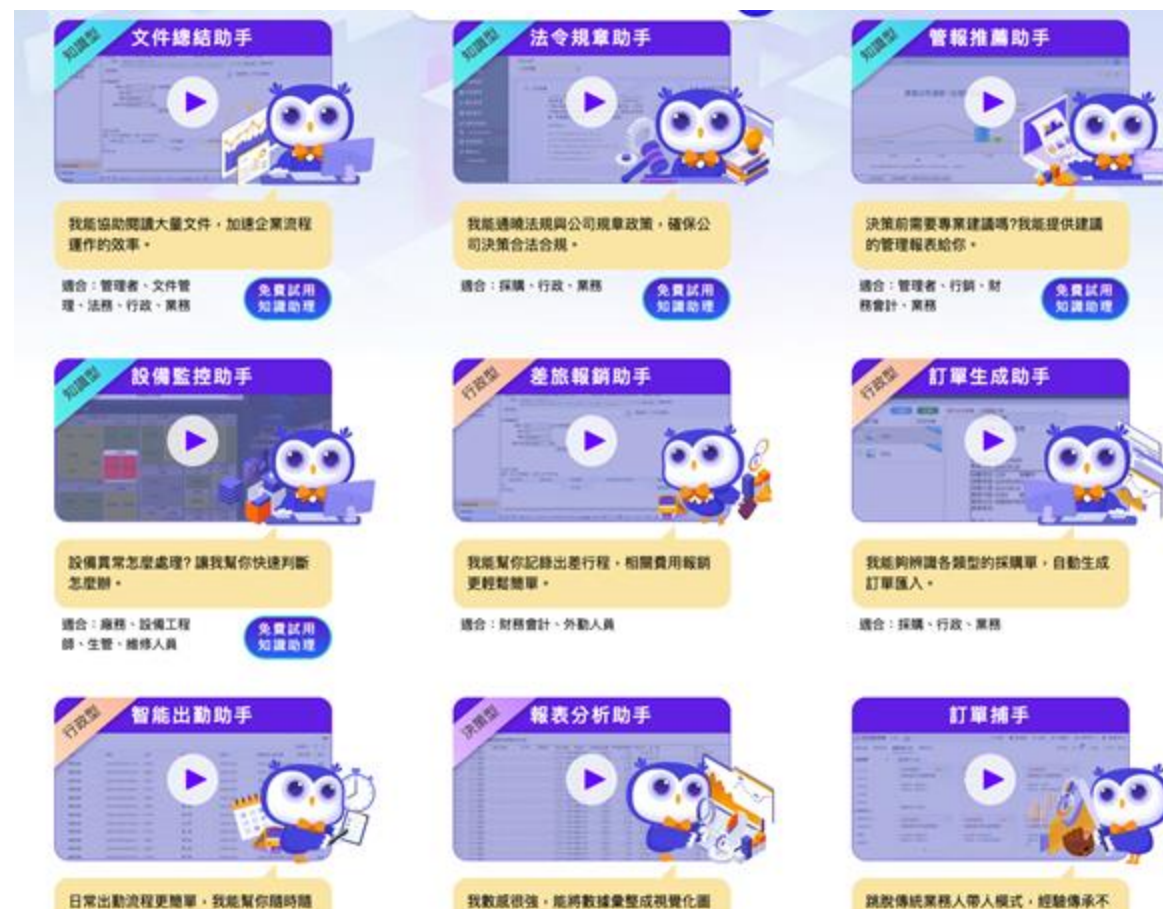 知識型
文件總結助手
我能協助閱讀大量文件,加速企業流程
運作的效率。
適合:管理者、文件管
理、法務、行政、業務
免費試用
知識助理
知識型
法令規章助手
我能通曉法規與公司規章政策,確保公
司決策合法合規。
適合:採購、行政、業務
免費試用
知識助理
知識型
管報推薦助手
決策前需要專業建議嗎?我能提供建議
的管理報表給你。
適合:管理者、行銷、財
務會計、業務
免費試用
知識助理
知識型
設備監控助手
設備異常怎麼處理? 讓我幫你快速判斷
怎麼辦。
適合:廠務、設備工程
師、生管、維修人員
免費試用
知識助理
行政型
差旅報銷助手
我能幫你記錄出差行程,相關費用報銷
更輕鬆簡單。
適合:財務會計、外勤人員
行政型
訂單生成助手
我能夠辨識各類型的採購單,自動生成
訂單匯入。
適合:採購、行政、業務
行政型
智能出勤助手
日常出勤流程更簡單,我能幫你隨時隨
決策型
報表分析助手
我數感很強,能將數據彙整成視覺化圖
訂單捕手
跳脫傳統業務人帶人模式,經驗傳承不